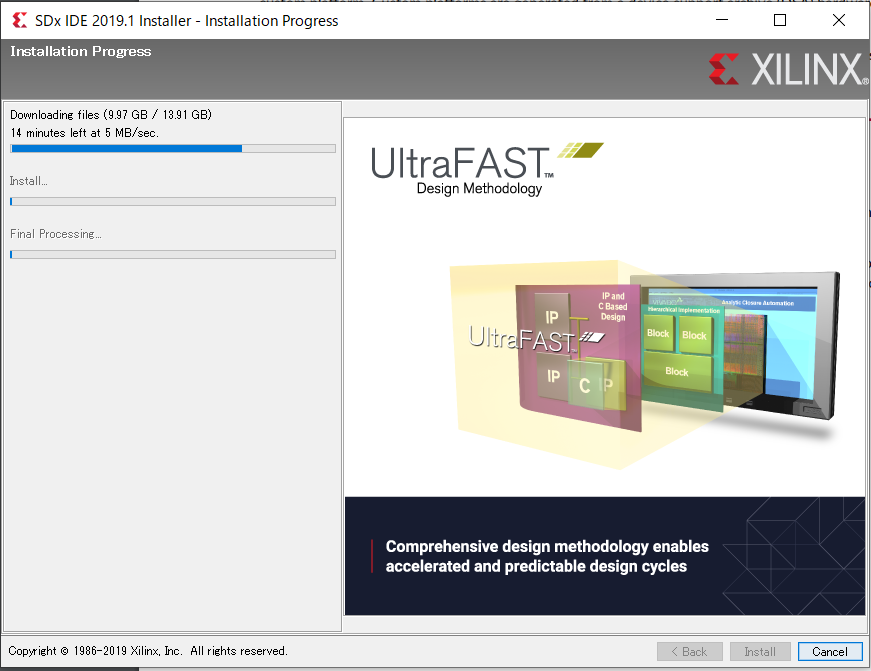 SDx IDE 2019.1 Installer - Installation Progress
Installation Progress
XILINX®
Downloading files (9.97 GB / 13.91 GB)
14 minutes left at 5 MB/sec.
Install...
Final Processing...
UltraFAST™
Design Methodology
IP and
C Based
Design
IP
UltraFAST
IP
C
IP
Analytic Closure Automation
Hierarchical Implementation
Block
Block
Block
Comprehensive design methodology enables
accelerated and predictable design cycles
Copyright © 1986-2019 Xilinx, Inc. All rights reserved.
< Back
Install
Cancel